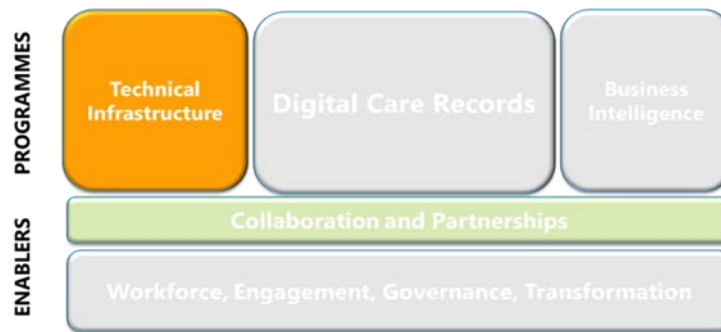 PROGRAMMES
Technical
Infrastructure
Digital Care Records
Business
Intelligence
ENABLERS
Collaboration and Partnerships
Workforce, Engagement, Governance, Transformation